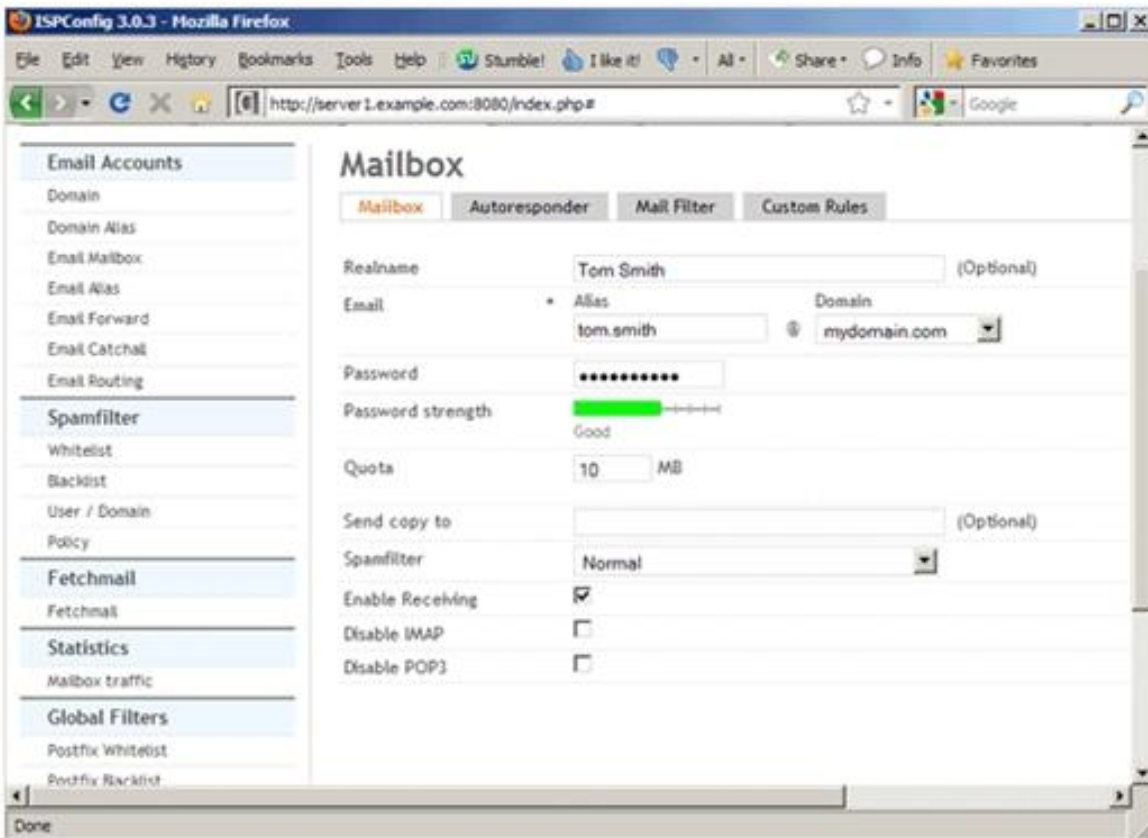 ISPConfig 3.0.3 - Mozilla Firefox
File Edit View History Bookmarks Tools Help Stumble! I like it! All Share Info Favorites
http://server1.example.com:8080/index.php# Google
Email Accounts
Domain
Domain Alias
Email Mailbox
Email Alias
Email Forward
Email Catchall
Email Routing
Spamfilter
Whitelist
Blacklist
User / Domain
Policy
Fetchmail
Fetchmail
Statistics
Mailbox traffic
Global Filters
Postfix Whitelist
Postfix Blacklist
Mailbox
Mailbox Autoresponder Mail Filter Custom Rules
Realname Tom Smith (Optional)
Email * Alias Domain
tom.smith @ mydomain.com
Password ••••••••••
Password strength
Good
Quota 10 MB
Send copy to (Optional)
Spamfilter Normal
Enable Receiving
Disable IMAP
Disable POP3
Done